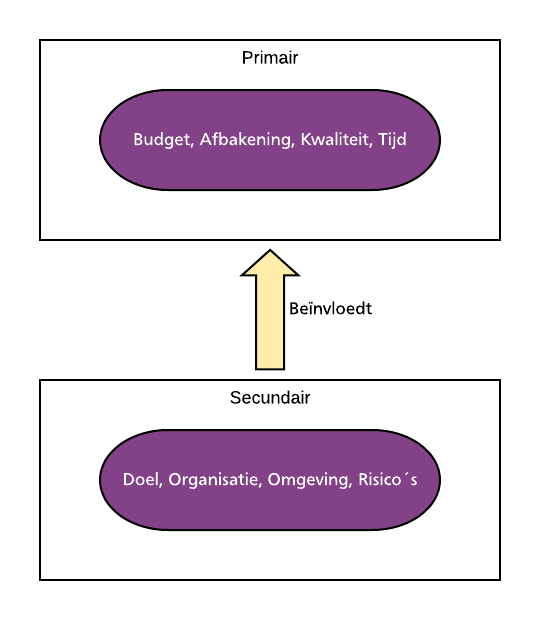 Primair
Budget, Afbakening, Kwaliteit, Tijd
Beïnvloedt
Secundair
Doel, Organisatie, Omgeving, Risico´s